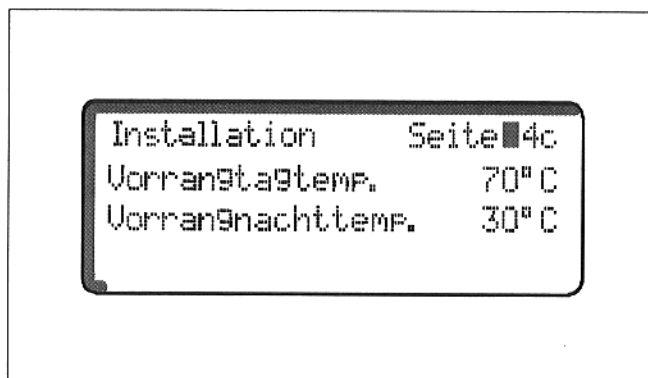 Installation Seite 4c
Vorrangtagtemp. 70°C
Vorrangnachttemp. 30°C